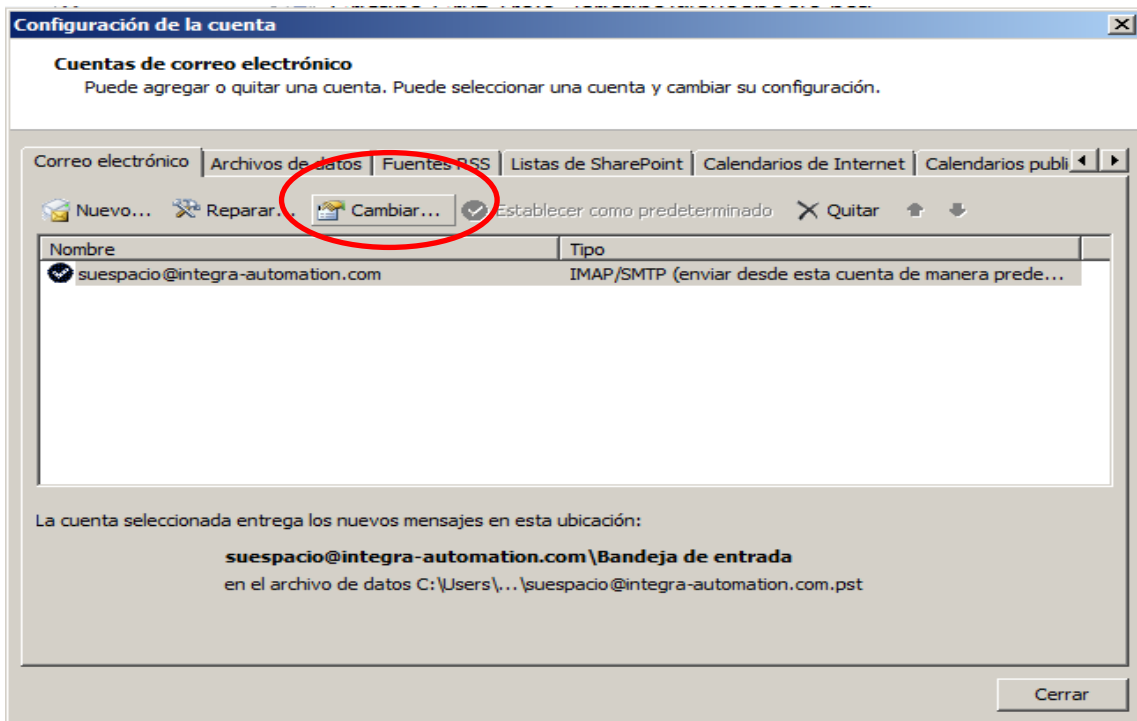 Configuración de la cuenta
Cuentas de correo electrónico
Puede agregar o quitar una cuenta. Puede seleccionar una cuenta y cambiar su configuración.
Correo electrónico Archivos de datos Fuentes RSS Listas de SharePoint Calendarios de Internet Calendarios publi
Nuevo... Reparar... Cambiar... Establecer como predeterminado Quitar
Nombre Tipo
suespacio@integra-automation.com IMAP/SMTP (enviar desde esta cuenta de manera prede...
La cuenta seleccionada entrega los nuevos mensajes en esta ubicación:
suespacio@integra-automation.com\Bandeja de entrada
en el archivo de datos C:\Users\...\suespacio@integra-automation.com.pst
Cerrar